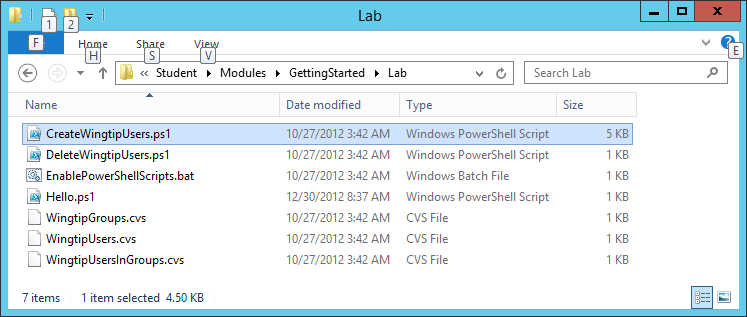 Lab
1 2
F Home Share View E
H S V
« Student Modules GettingStarted Lab Search Lab
Name Date modified Type Size
CreateWingtipUsers.ps1 10/27/2012 3:42 AM Windows PowerShell Script 5 KB
DeleteWingtipUsers.ps1 10/27/2012 3:42 AM Windows PowerShell Script 1 KB
EnablePowerShellScripts.bat 10/27/2012 3:42 AM Windows Batch File 1 KB
Hello.ps1 12/30/2012 8:37 AM Windows PowerShell Script 1 KB
WingtipGroups.cvs 10/27/2012 3:42 AM CVS File 1 KB
WingtipUsers.cvs 10/27/2012 3:42 AM CVS File 1 KB
WingtipUsersInGroups.cvs 10/27/2012 3:42 AM CVS File 1 KB
7 items 1 item selected 4.50 KB